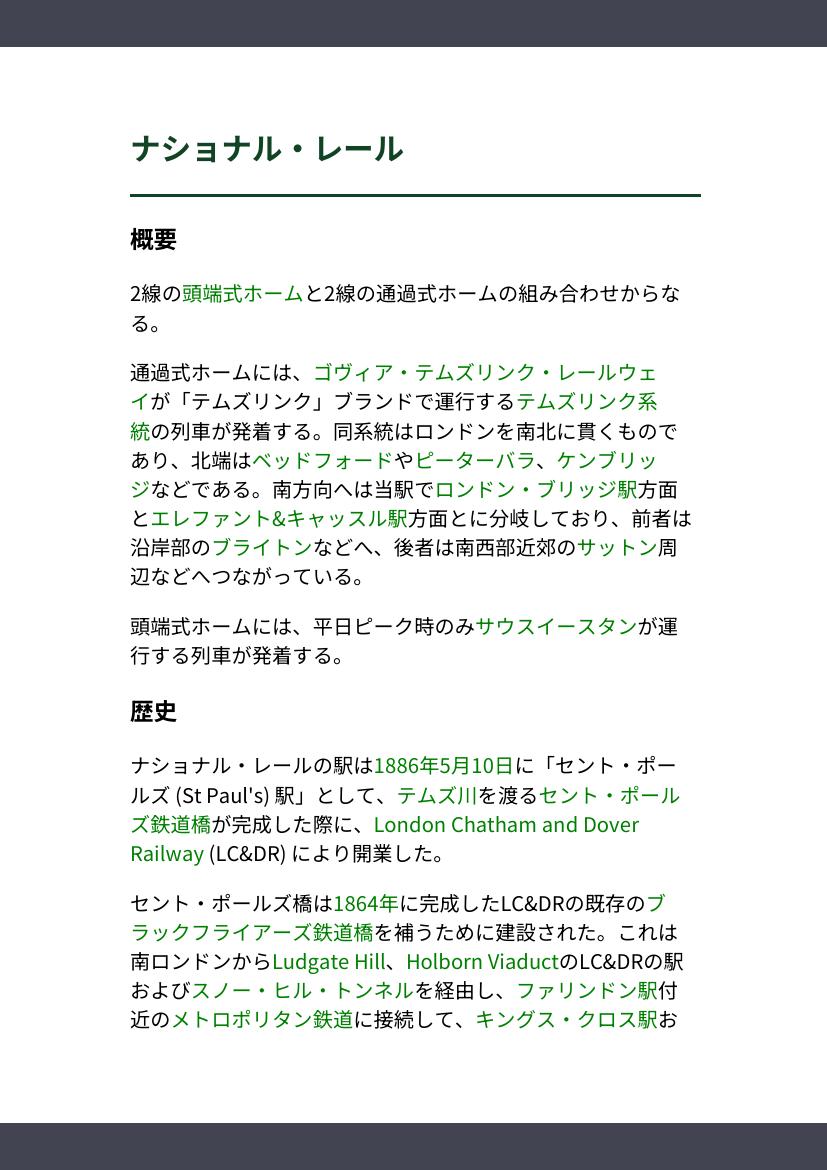 ナショナル・レール
概要
2線の頭端式ホームと2線の通過式ホームの組み合わせからな
る。
通過式ホームには、ゴヴィア・テムズリンク・レールウェ
イが「テムズリンク」ブランドで運行するテムズリンク系
統の列車が発着する。同系統はロンドンを南北に貫くもので
あり、北端はベッドフォードやピーターバラ、ケンブリッ
ジなどである。南方向へは当駅でロンドン・ブリッジ駅方面
とエレファント&キャッスル駅方面とに分岐しており、前者は
沿岸部のブライトンなどへ、後者は南西部近郊のサットン周
辺などへつながっている。
頭端式ホームには、平日ピーク時のみサウスイースタンが運
行する列車が発着する。
歴史
ナショナル・レールの駅は1886年5月10日に「セント・ポー
ルズ (St Paul's) 駅」として、テムズ川を渡るセント・ポール
ズ鉄道橋が完成した際に、London Chatham and Dover
Railway (LC&DR) により開業した。
セント・ポールズ橋は1864年に完成したLC&DRの既存のブ
ラックフライアーズ鉄道橋を補うために建設された。これは
南ロンドンからLudgate Hill、Holborn ViaductのLC&DRの駅
およびスノー・ヒル・トンネルを経由し、ファリンドン駅付
近のメトロポリタン鉄道に接続して、キングス・クロス駅お